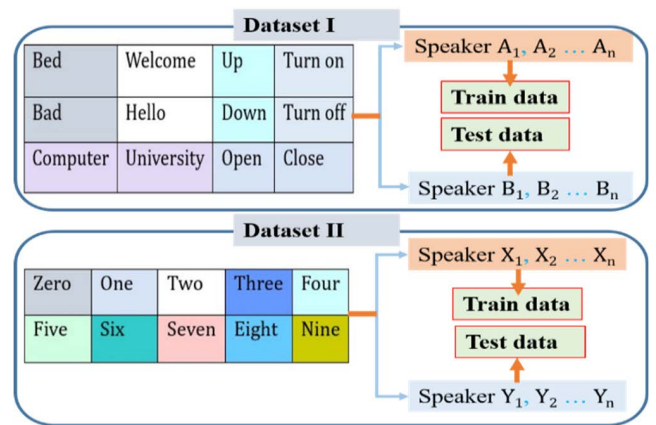 Dataset I
Bed Welcome Up Turn on
Bad Hello Down Turn off
Computer University Open Close
Speaker A₁, A₂ ... Aₙ
Train data
Test data
Speaker B₁, B₂ ... Bₙ
Dataset II
Zero One Two Three Four
Five Six Seven Eight Nine
Speaker X₁, X₂ ... Xₙ
Train data
Test data
Speaker Y₁, Y₂ ... Yₙ